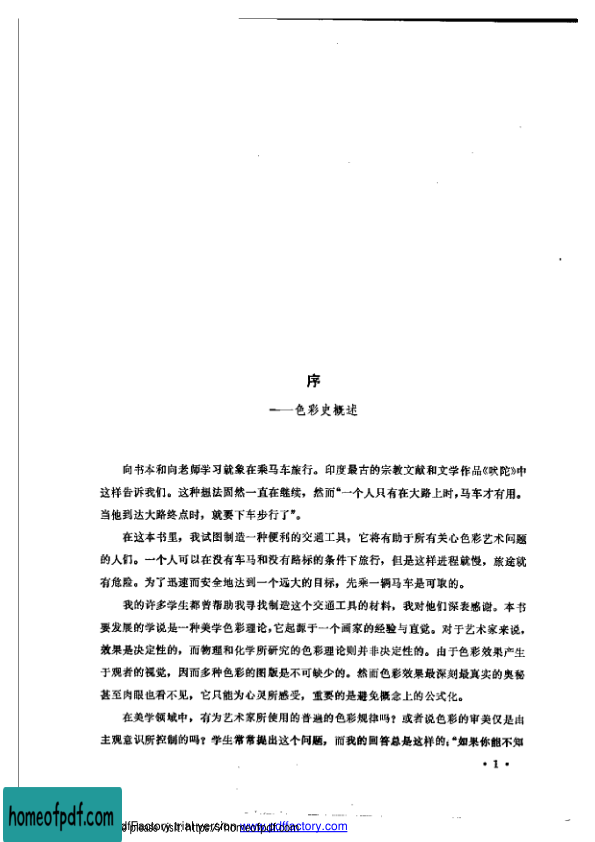 序
——色彩史概述
向书本和向老师学习就象在乘马车旅行。印度最古的宗教文献和文学作品《吠陀》中
这样告诉我们。这种想法固然一直在继续，然而“一个人只有在大路上时，马车才有用。
当他到达大路终点时，就要下车步行了”。
在这本书里，我试图制造一种便利的交通工具，它将有助于所有关心色彩艺术问题
的人们。一个人可以在没有车马和没有路标的条件下旅行，但是这样进程就慢，旅途就
有危险。为了迅速而安全地达到一个远大的目标，先乘一辆马车是可取的。
我的许多学生都曾帮助我寻找制造这个交通工具的材料，我对他们深表感谢。本书
要发展的学说是一种美学色彩理论，它起源于一个画家的经验与直觉。对于艺术家来说，
效果是决定性的，而物理和化学所研究的色彩理论则并非决定性的。由于色彩效果产生
于观者的视觉，因而多种色彩的图版是不可缺少的。然而色彩效果最深刻最真实的奥秘
甚至肉眼也看不见，它只能为心灵所感受，重要的是避免概念上的公式化。
在美学领域中，有为艺术家所使用的普遍的色彩规律吗？或者说色彩的审美仅是由
主观意识所控制的吗？学生常常提出这个问题，而我的回答总是这样的：“如果你能不知
·1·
homeofpdf.com
dfFactory trial version www.pdffactory.com
please visit: https://homeofpdf.com